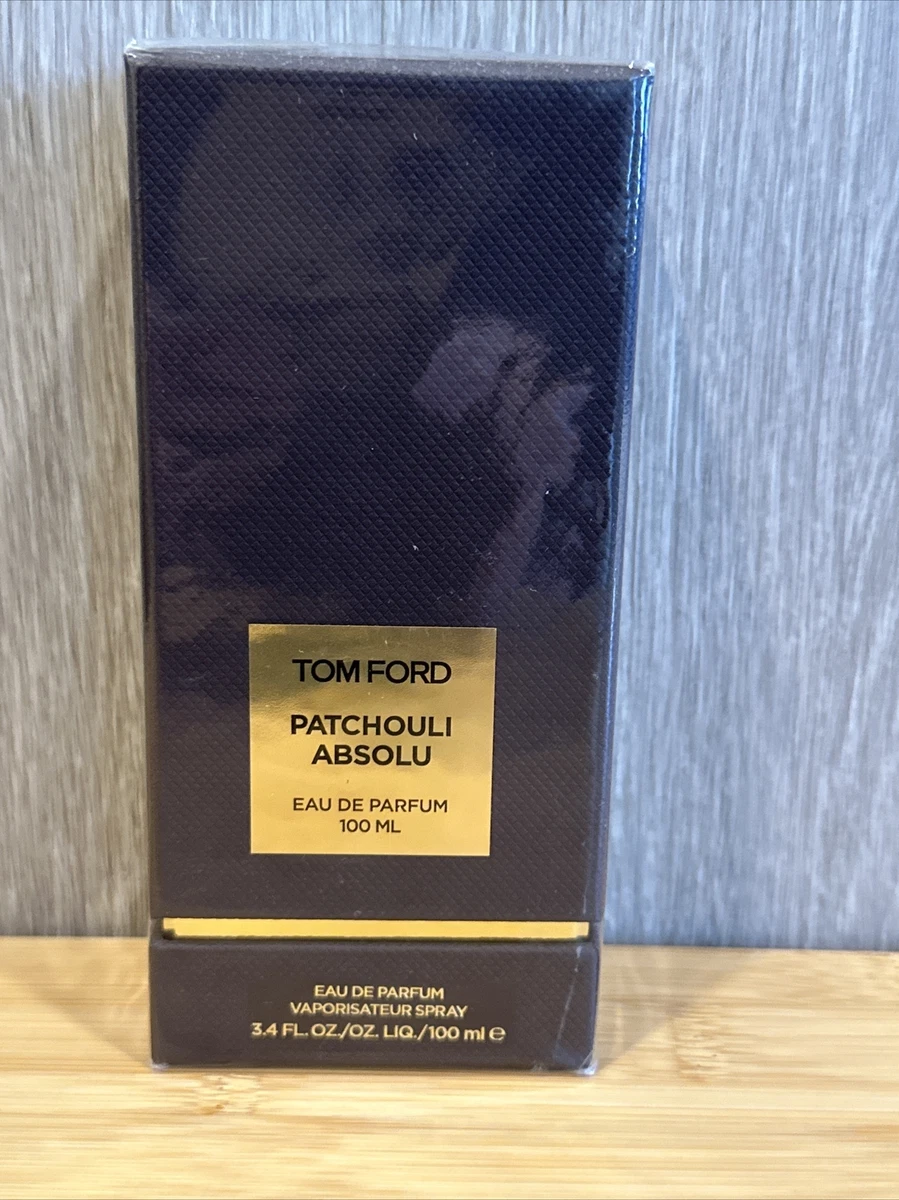 TOM FORD
PATCHOULI
ABSOLU
EAU DE PARFUM
100 ML
EAU DE PARFUM
VAPORISATEUR SPRAY
3.4 FL. OZ./OZ. LIQ./100 ml ℮